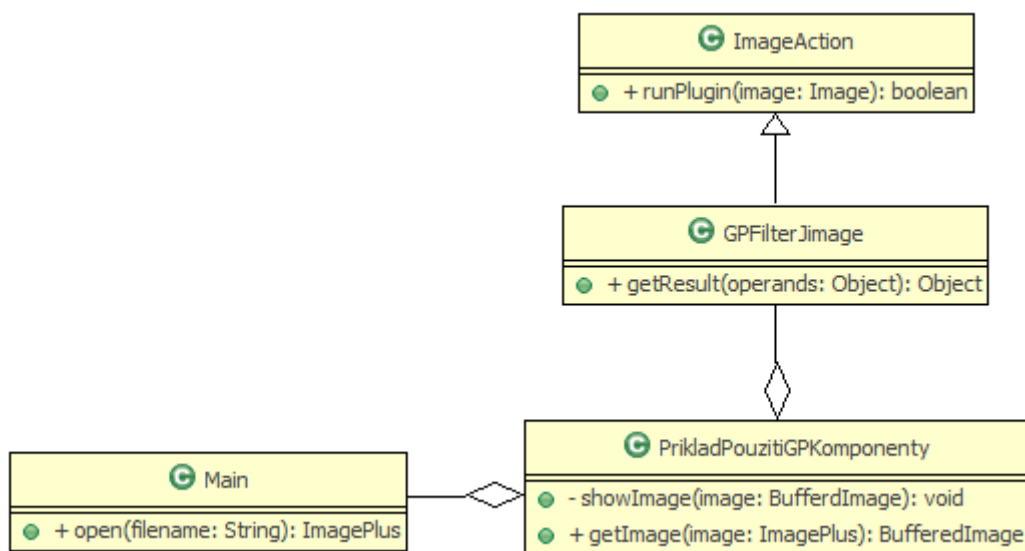 C ImageAction
+ runPlugin(image: Image): boolean
C GPFilterJimage
+ getResult(operands: Object): Object
C PrikladPouzitiGPKomponenty
- showImage(image: BufferdImage): void
+ getImage(image: ImagePlus): BufferedImage
C Main
+ open(filename: String): ImagePlus